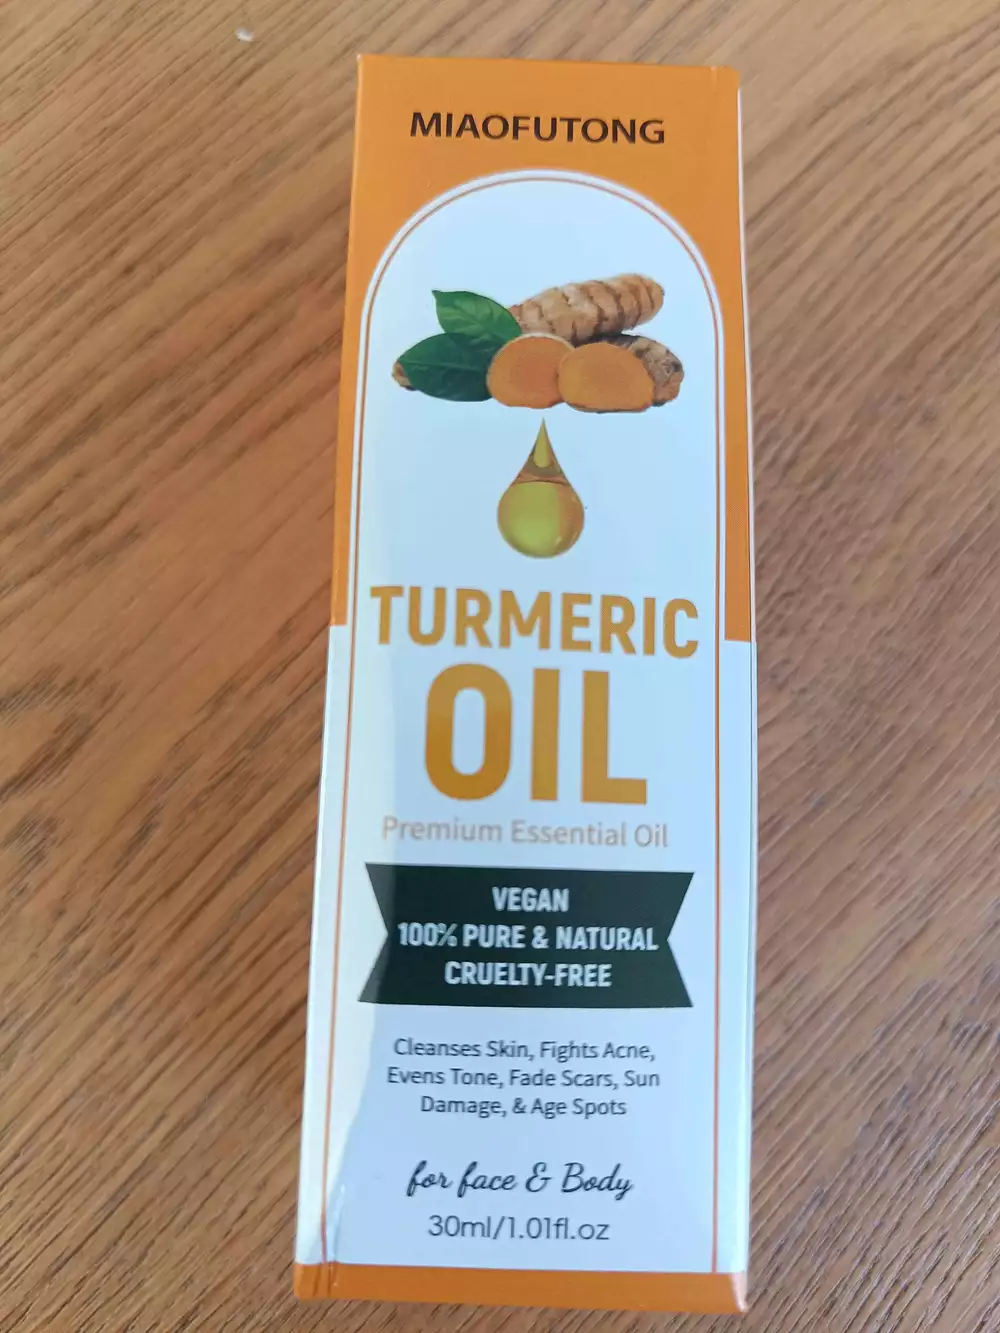 MIAOFUTONG
TURMERIC
OIL
Premium Essential Oil
VEGAN
100% PURE & NATURAL
CRUELTY-FREE
Cleanses Skin, Fights Acne,
Evens Tone, Fade Scars, Sun
Damage, & Age Spots
for face & Body
30ml/1.01fl.oz